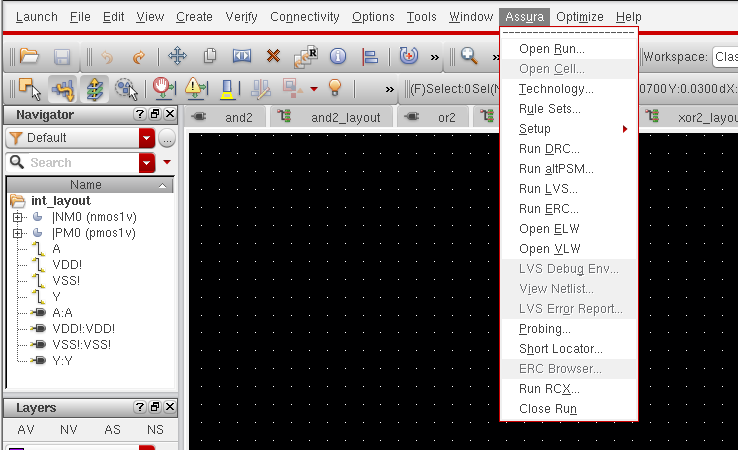 Launch File Edit View Create Verify Connectivity Options Tools Window Assura Optimize Help
Workspace: Clas
(F)Select:0 Sel(N 0700 Y:0.0300 dX:
Navigator
Default
Search
Name
int_layout
|NM0 (nmos1v)
|PM0 (pmos1v)
A
VDD!
VSS!
Y
A:A
VDD!:VDD!
VSS!:VSS!
Y:Y
Layers
AV NV AS NS
and2 and2_layout or2 xor2_layou
Open Run...
Open Cell...
Technology...
Rule Sets...
Setup
Run DRC...
Run altPSM...
Run LVS...
Run ERC...
Open ELW
Open VLW
LVS Debug Env...
View Netlist...
LVS Error Report...
Probing...
Short Locator...
ERC Browser...
Run RCX...
Close Run